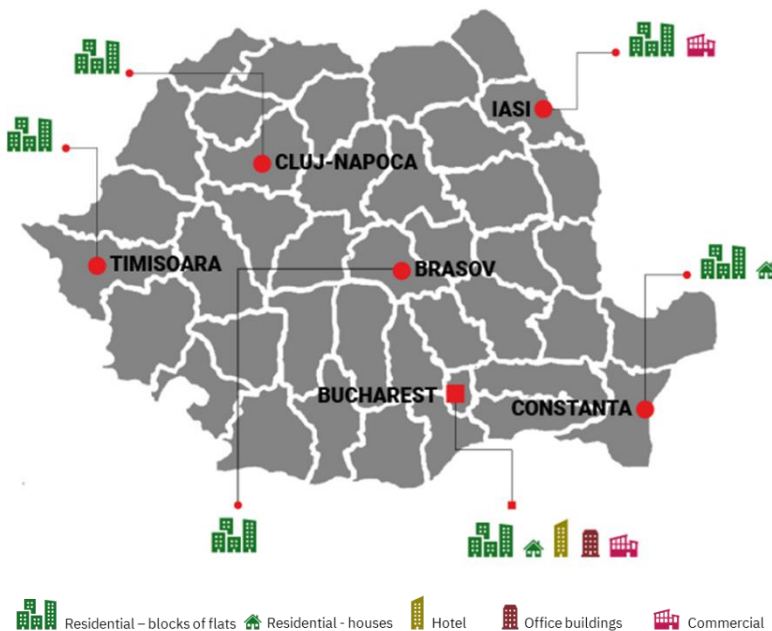 IASI
CLUJ-NAPOCA
TIMISOARA
BRASOV
BUCHAREST
CONSTANTA
Residential – blocks of flats Residential - houses Hotel Office buildings Commercial